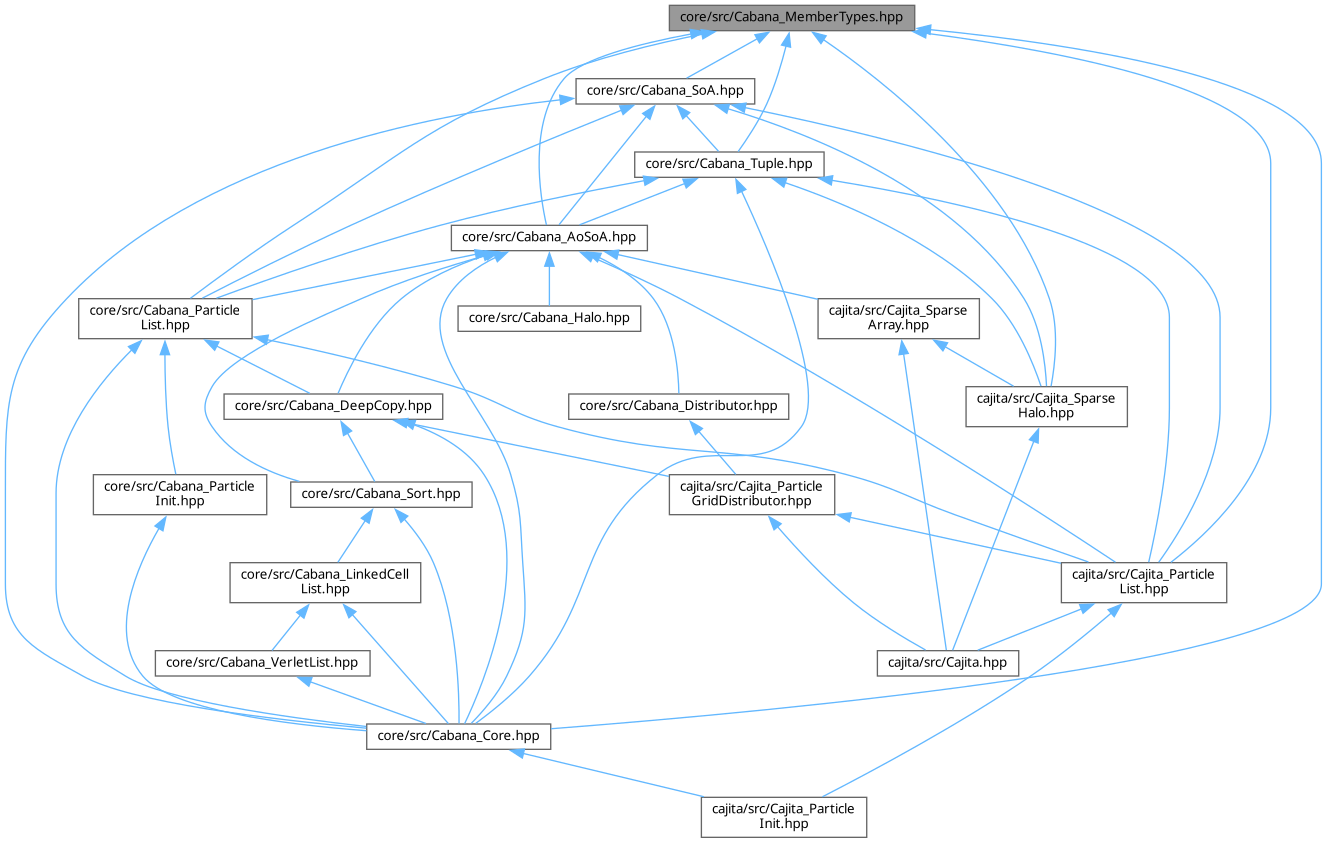 core/src/Cabana_MemberTypes.hpp
core/src/Cabana_SoA.hpp
core/src/Cabana_Tuple.hpp
core/src/Cabana_AoSoA.hpp
core/src/Cabana_Particle
List.hpp
core/src/Cabana_Halo.hpp
cajita/src/Cajita_Sparse
Array.hpp
core/src/Cabana_DeepCopy.hpp
core/src/Cabana_Distributor.hpp
cajita/src/Cajita_Sparse
Halo.hpp
core/src/Cabana_Particle
Init.hpp
core/src/Cabana_Sort.hpp
cajita/src/Cajita_Particle
GridDistributor.hpp
core/src/Cabana_LinkedCell
List.hpp
cajita/src/Cajita_Particle
List.hpp
core/src/Cabana_VerletList.hpp
cajita/src/Cajita.hpp
core/src/Cabana_Core.hpp
cajita/src/Cajita_Particle
Init.hpp